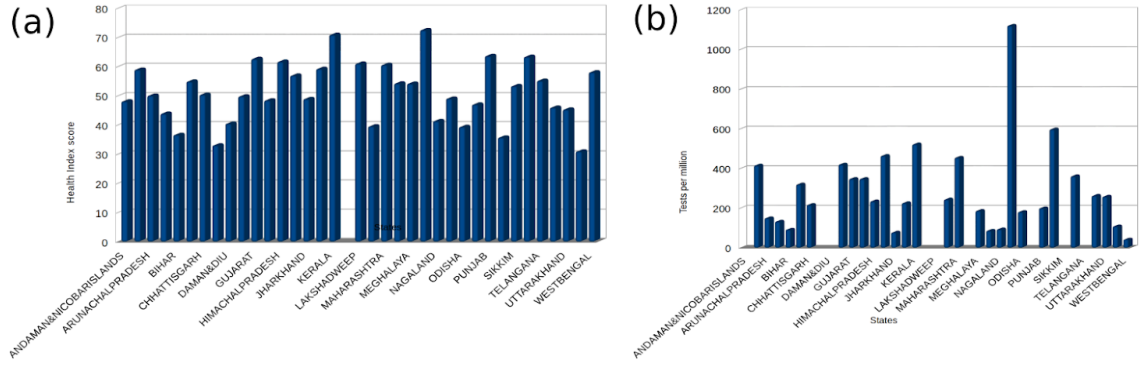 (a)
80
70
60
50
40
30
20
10
0
Health Index score
States
ANDAMAN&NICOBARISLANDS
ARUNACHALPRADESH
BIHAR
CHHATTISGARH
DAMAN&DIU
GUJARAT
HIMACHALPRADESH
JHARKHAND
KERALA
LAKSHADWEEP
MAHARASHTRA
MEGHALAYA
NAGALAND
ODISHA
PUNJAB
SIKKIM
TELANGANA
UTTARAKHAND
WESTBENGAL
(b)
1200
1000
800
600
400
200
0
Tests per million
ANDAMAN&NICOBARISLANDS
ARUNACHALPRADESH
BIHAR
CHHATTISGARH
DAMAN&DIU
GUJARAT
HIMACHALPRADESH
JHARKHAND
KERALA
LAKSHADWEEP
MAHARASHTRA
MEGHALAYA
NAGALAND
ODISHA
PUNJAB
SIKKIM
TELANGANA
UTTARAKHAND
WESTBENGAL
States